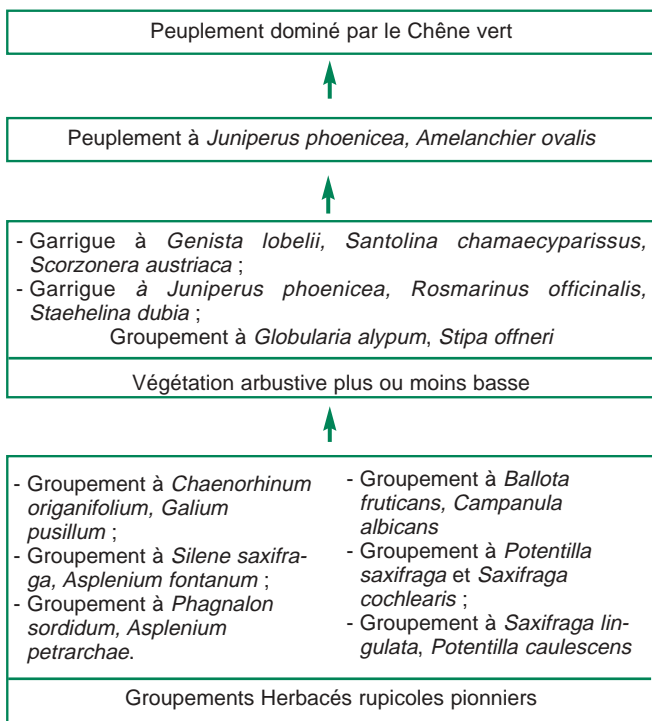 Peuplement dominé par le Chêne vert
Peuplement à Juniperus phoenicea, Amelanchier ovalis
- Garrigue à Genista lobelii, Santolina chamaecyparissus,
Scorzonera austriaca ;
- Garrigue à Juniperus phoenicea, Rosmarinus officinalis,
Staehelina dubia ;
Groupement à Globularia alypum, Stipa offneri
Végétation arbustive plus ou moins basse
- Groupement à Chaenorhinum
origanifolium, Galium
pusillum ;
- Groupement à Silene saxifra-
ga, Asplenium fontanum ;
- Groupement à Phagnalon
sordidum, Asplenium
petrarchae.
- Groupement à Ballota
fruticans, Campanula
albicans
- Groupement à Potentilla
saxifraga et Saxifraga
cochlearis ;
- Groupement à Saxifraga lin-
gulata, Potentilla caulescens
Groupements Herbacés rupicoles pionniers